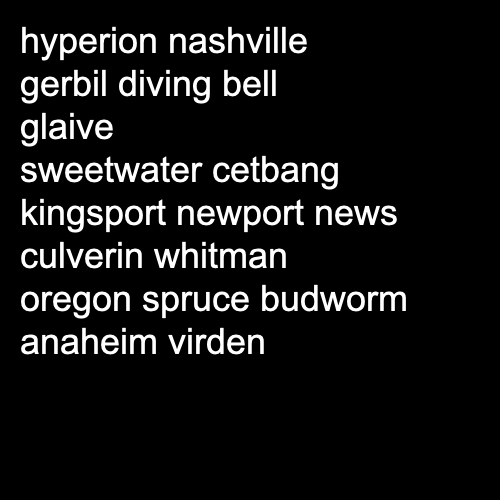 hyperion nashville
gerbil diving bell
glaive
sweetwater cetbang
kingsport newport news
culverin whitman
oregon spruce budworm
anaheim virden